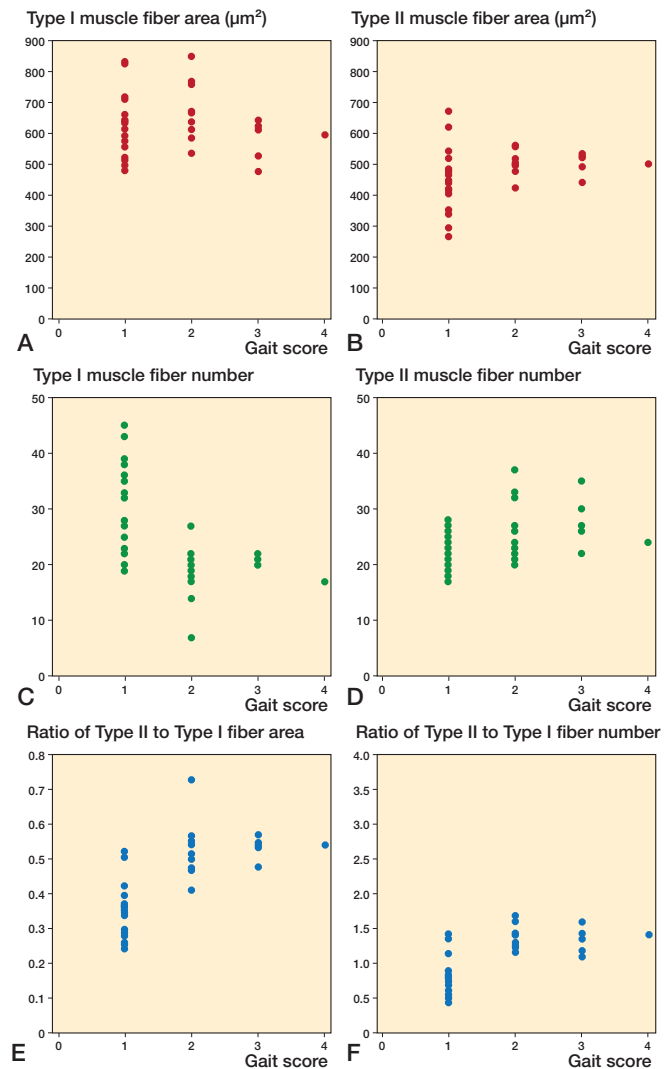 Type I muscle fiber area (µm²)
900
800
700
600
500
400
300
200
100
0
0 1 2 3 4
A
Gait score
Type II muscle fiber area (µm²)
900
800
700
600
500
400
300
200
100
0
0 1 2 3 4
B
Gait score
Type I muscle fiber number
50
40
30
20
10
0
0 1 2 3 4
C
Gait score
Type II muscle fiber number
50
40
30
20
10
0
0 1 2 3 4
D
Gait score
Ratio of Type II to Type I fiber area
0.8
0.7
0.6
0.5
0.4
0.3
0.2
0.1
0
0 1 2 3 4
E
Gait score
Ratio of Type II to Type I fiber number
4.0
3.5
3.0
2.5
2.0
1.5
1.0
0.5
0
0 1 2 3 4
F
Gait score